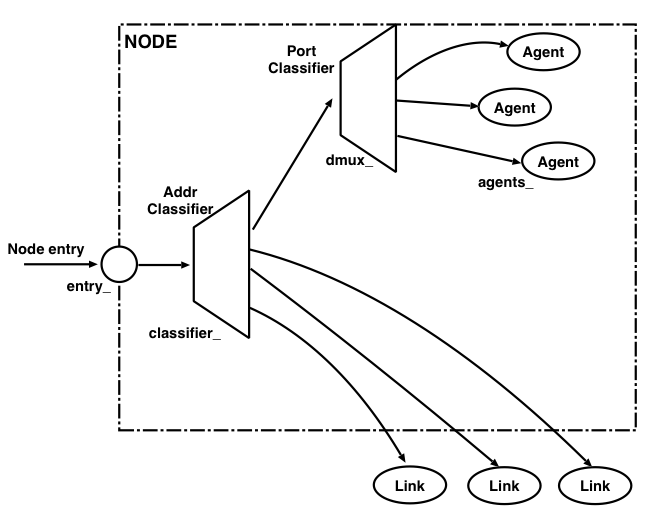 NODE
Port
Classifier
Agent
Agent
dmux_
Agent
agents_
Addr
Classifier
Node entry
entry_
classifier_
Link
Link
Link